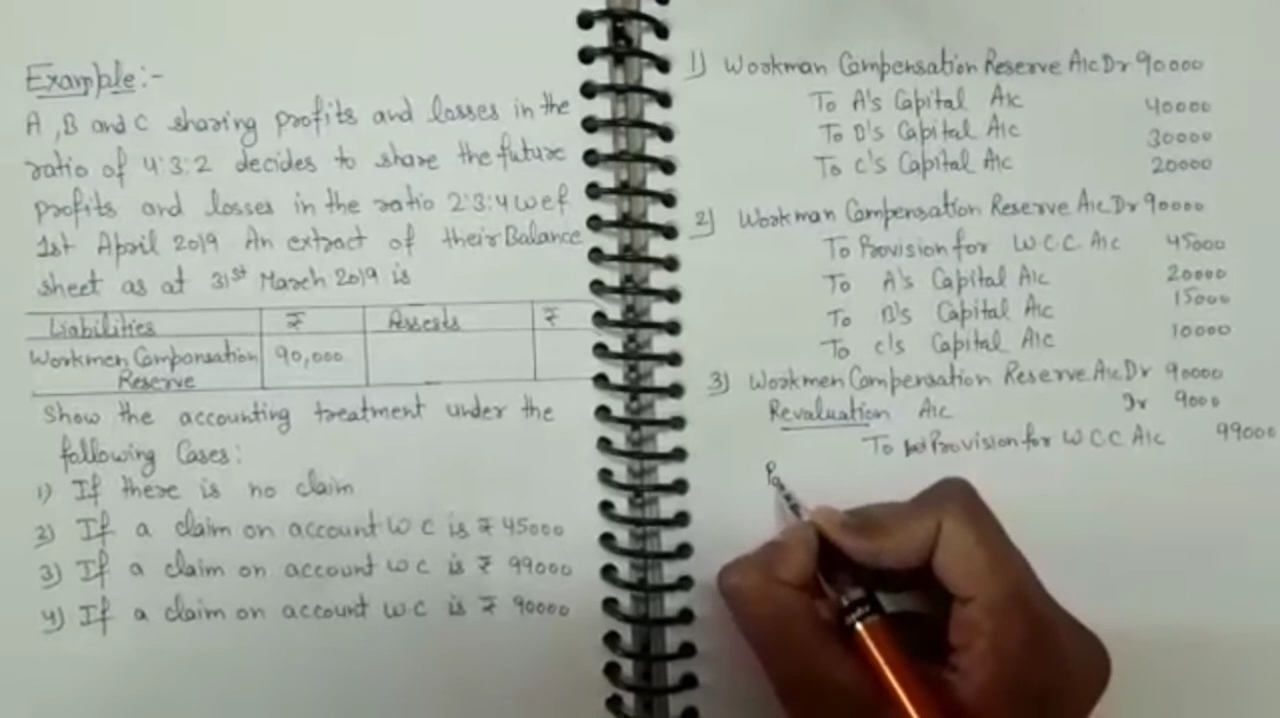 Example:-
A, B and C sharing profits and losses in the
ratio of 4:3:2 decides to share the future
profits and losses in the ratio 2:3:4 wef
1st April 2019 An extract of their Balance
sheet as at 31st March 2019 is
Liabilities ₹ Assests ₹
Workmen Compansation 90,000
Reserve
Show the accounting treatment under the
following Cases:
1) If there is no claim
2) If a claim on account WC is ₹ 45000
3) If a claim on account WC is ₹ 99000
4) If a claim on account WC is ₹ 90000
1) Workman Compensation Reserve A/c Dr 90000
To A's Capital A/c 40000
To B's Capital A/c 30000
To C's Capital A/c 20000
2) Workman Compensation Reserve A/c Dr 90000
To Provision for WCC A/c 45000
To A's Capital A/c 20000
To B's Capital A/c 15000
To C's Capital A/c 10000
3) Workmen Compensation Reserve A/c Dr 90000
Revaluation A/c Dr 9000
To Provision for WCC A/c 99000